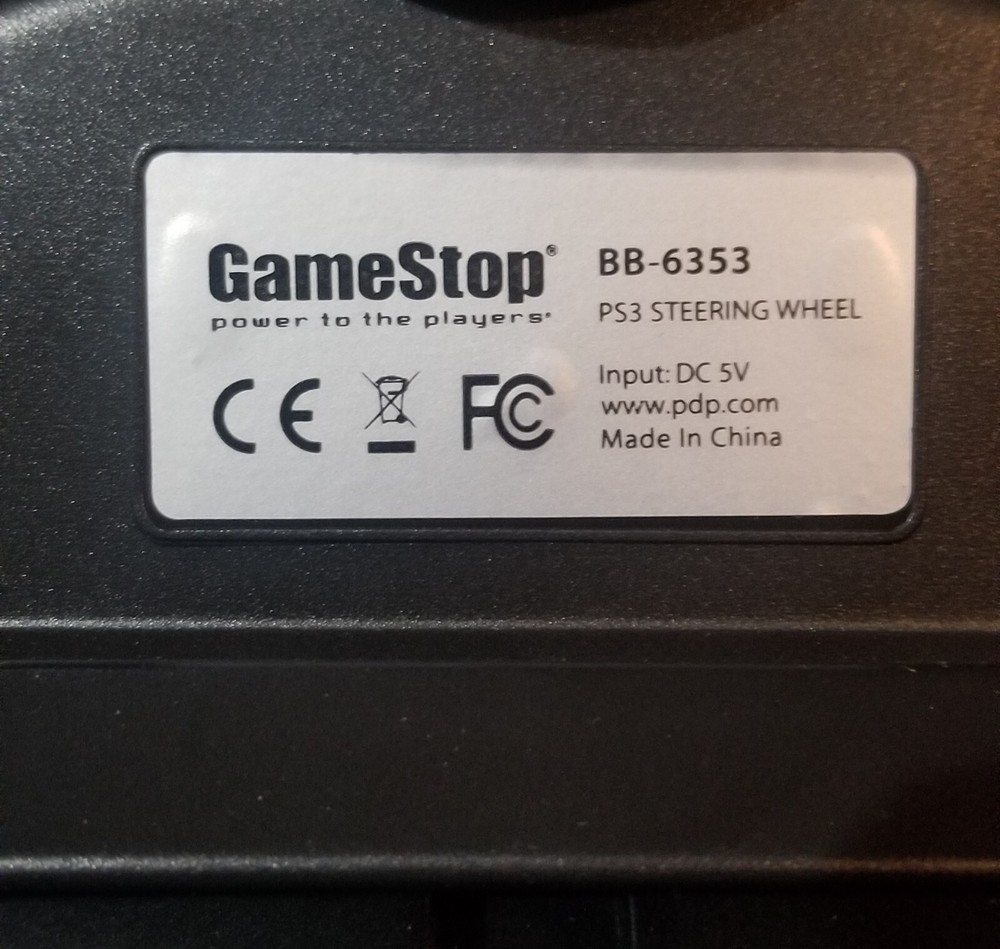 GameStop®
power to the players®
CE FC
BB-6353
PS3 STEERING WHEEL
Input: DC 5V
www.pdp.com
Made In China